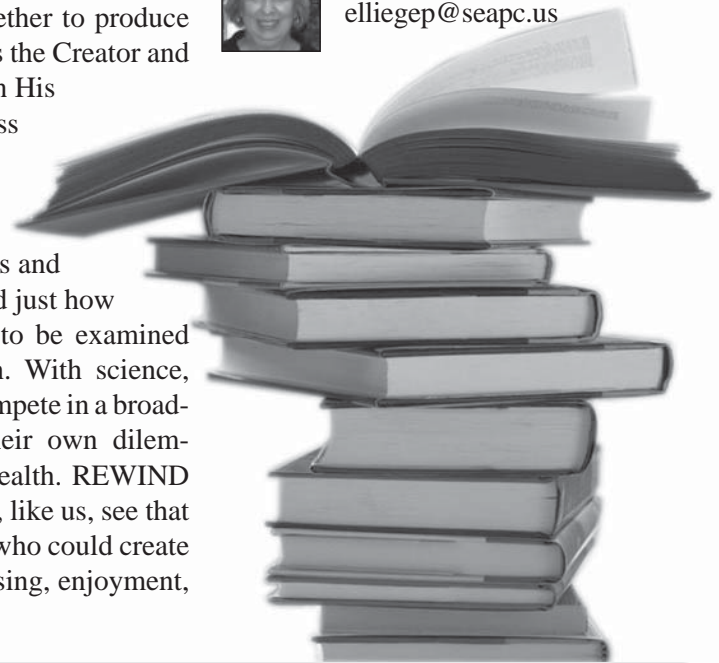 ether to produce
s the Creator and
n His
ss
s and
d just how
to be examined
n. With science,
mpete in a broad-
heir own dilem-
ealth. REWIND
, like us, see that
who could create
sing, enjoyment,
elliegep@seapc.us